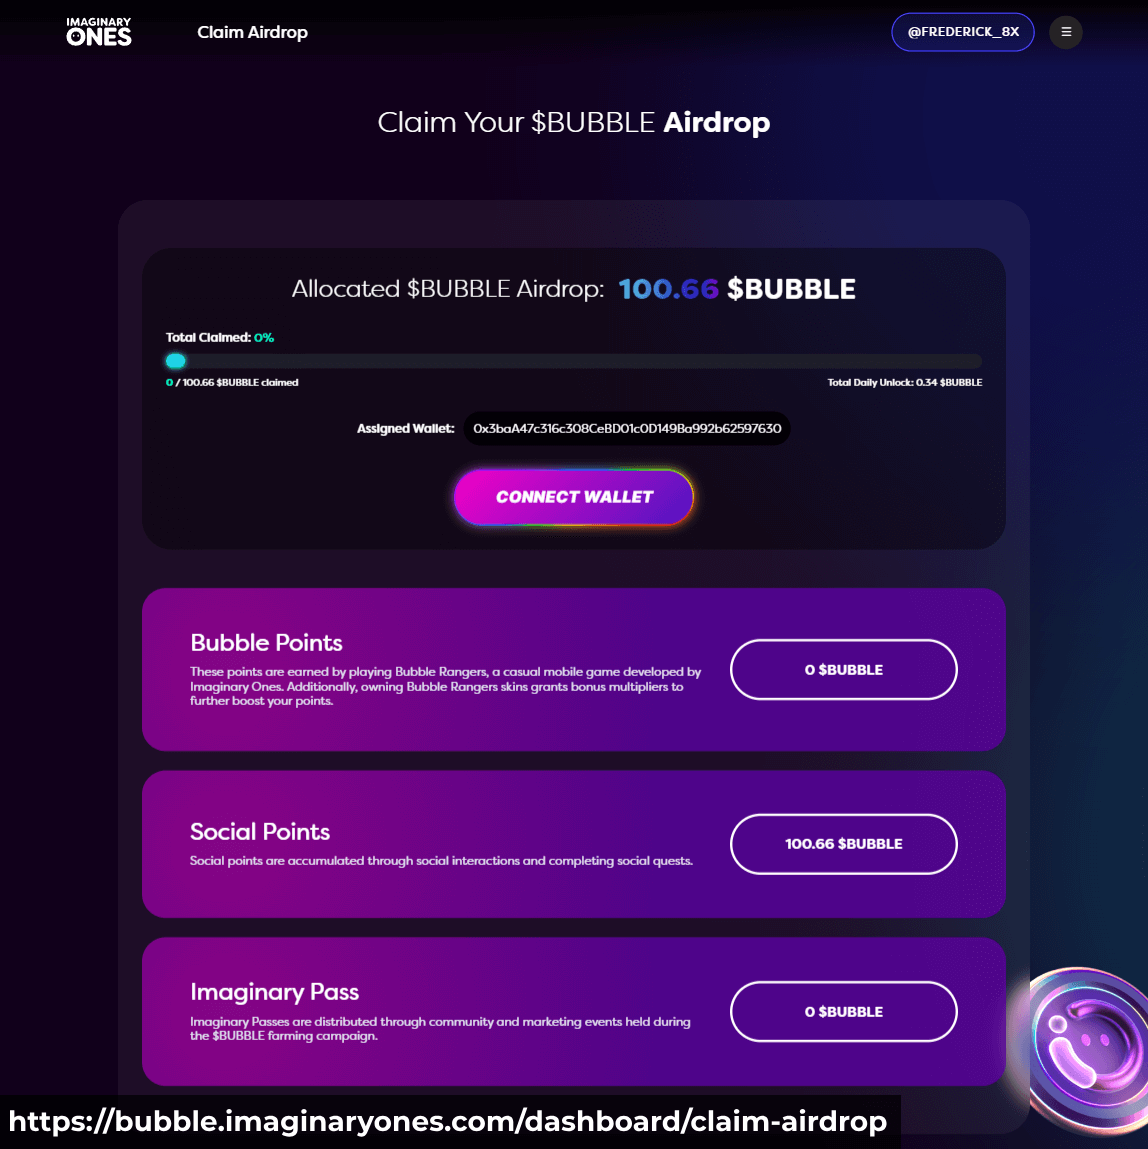 IMAGINARY
ONES
Claim Airdrop
@FREDERICK_8X
Claim Your $BUBBLE Airdrop
Allocated $BUBBLE Airdrop: 100.66 $BUBBLE
Total Claimed: 0%
0 / 100.66 $BUBBLE claimed
Total Daily Unlock: 0.34 $BUBBLE
Assigned Wallet: 0x3baA47c316c308CeBD01c0D149Ba992b62597630
CONNECT WALLET
Bubble Points
These points are earned by playing Bubble Rangers, a casual mobile game developed by
Imaginary Ones. Additionally, owning Bubble Rangers skins grants bonus multipliers to
further boost your points.
0 $BUBBLE
Social Points
Social points are accumulated through social interactions and completing social quests.
100.66 $BUBBLE
Imaginary Pass
Imaginary Passes are distributed through community and marketing events held during
the $BUBBLE farming campaign.
0 $BUBBLE
https://bubble.imaginaryones.com/dashboard/claim-airdrop